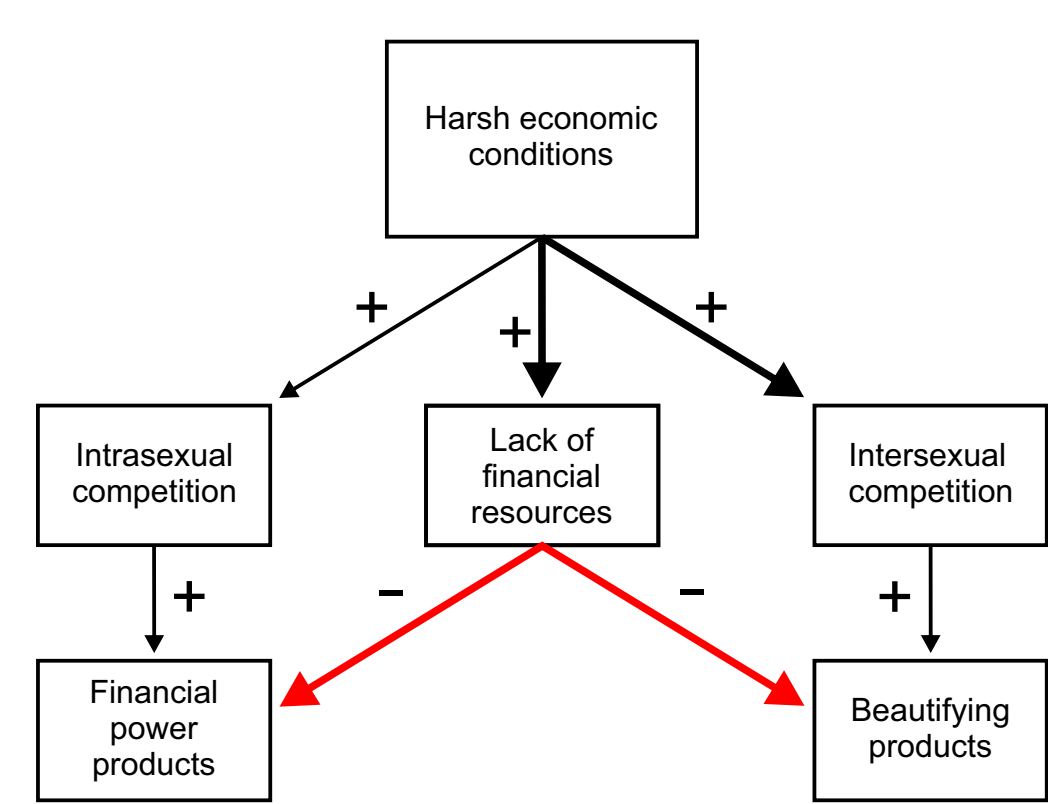 Harsh economic
conditions
+
+
+
Intrasexual
competition
Lack of
financial
resources
Intersexual
competition
+
-
-
+
Financial
power
products
Beautifying
products